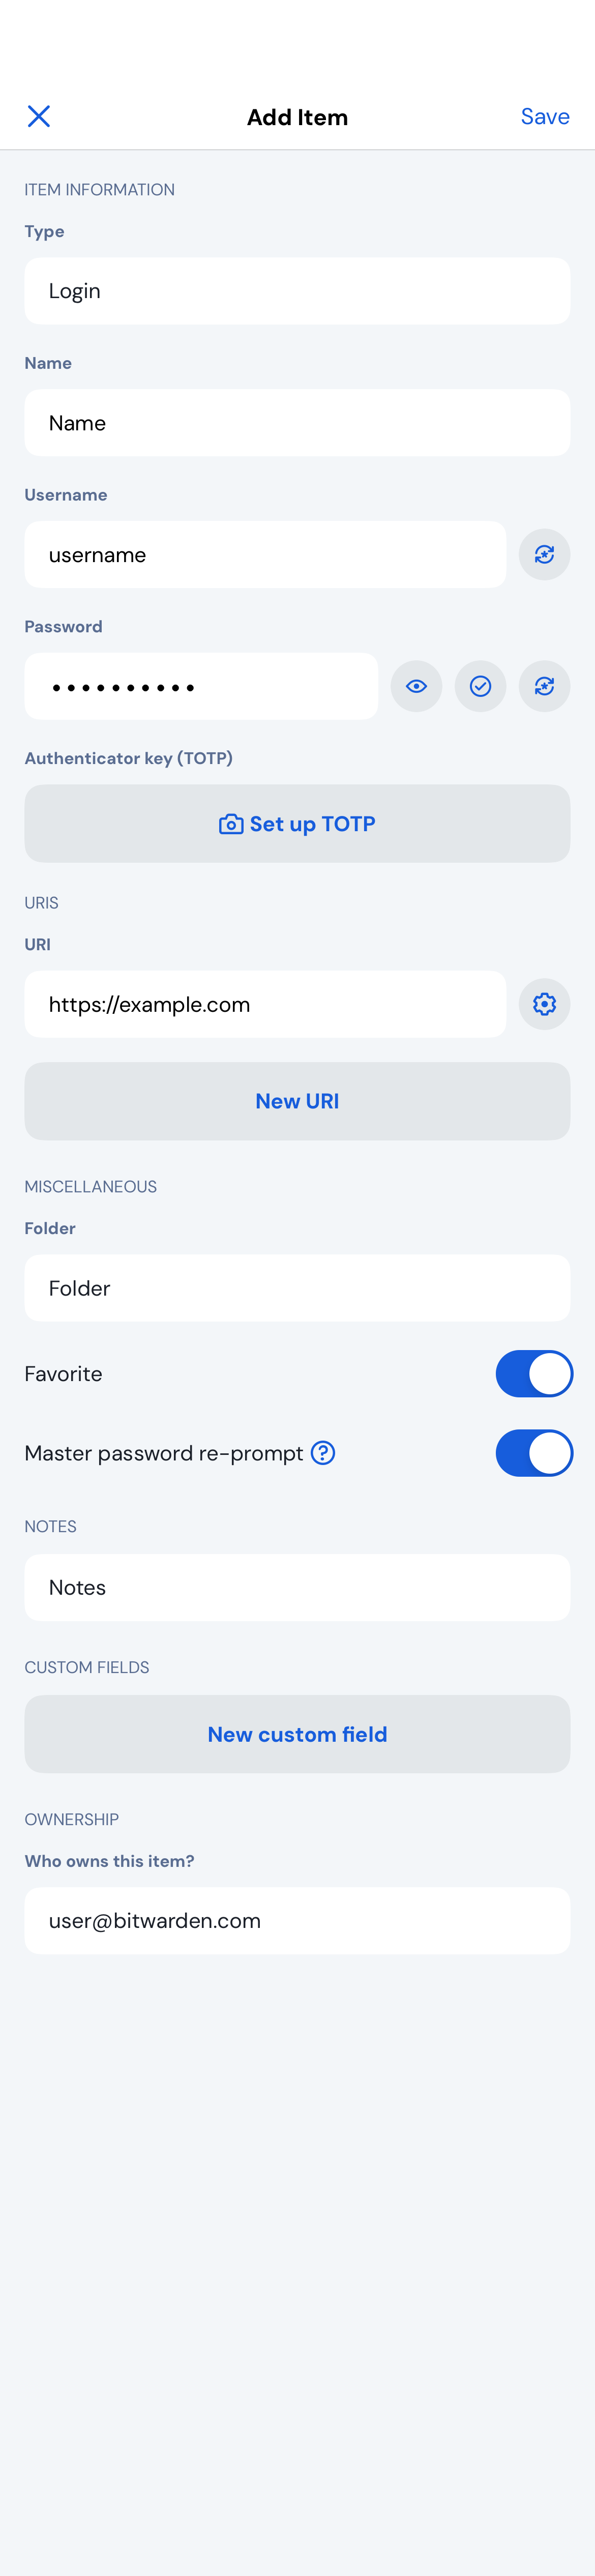 Add Item
Save
ITEM INFORMATION
Type
Login
Name
Name
Username
username
Password
••••••••••
Authenticator key (TOTP)
Set up TOTP
URIS
URI
https://example.com
New URI
MISCELLANEOUS
Folder
Folder
Favorite
Master password re-prompt
NOTES
Notes
CUSTOM FIELDS
New custom field
OWNERSHIP
Who owns this item?
user@bitwarden.com